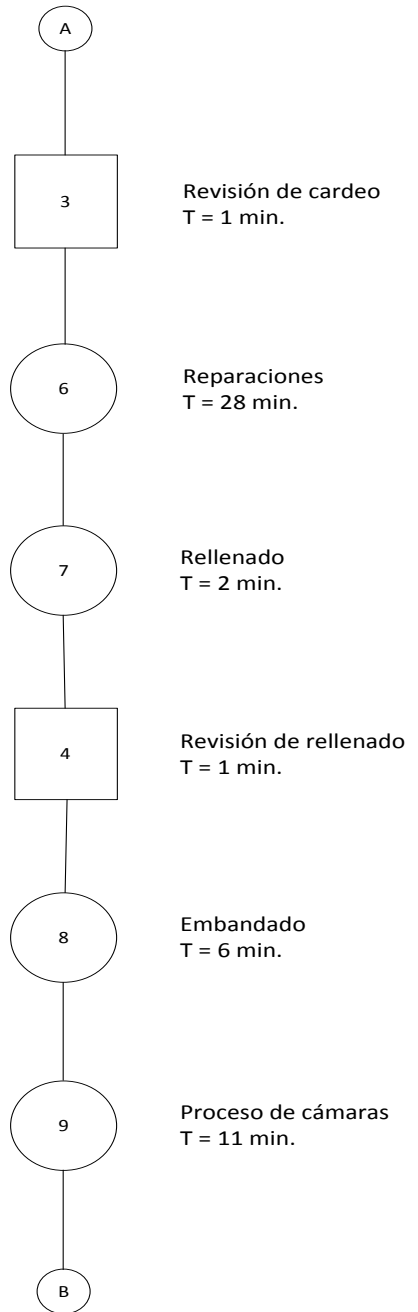 A
3
Revisión de cardeo
T = 1 min.
6
Reparaciones
T = 28 min.
7
Rellenado
T = 2 min.
4
Revisión de rellenado
T = 1 min.
8
Embandado
T = 6 min.
9
Proceso de cámaras
T = 11 min.
B